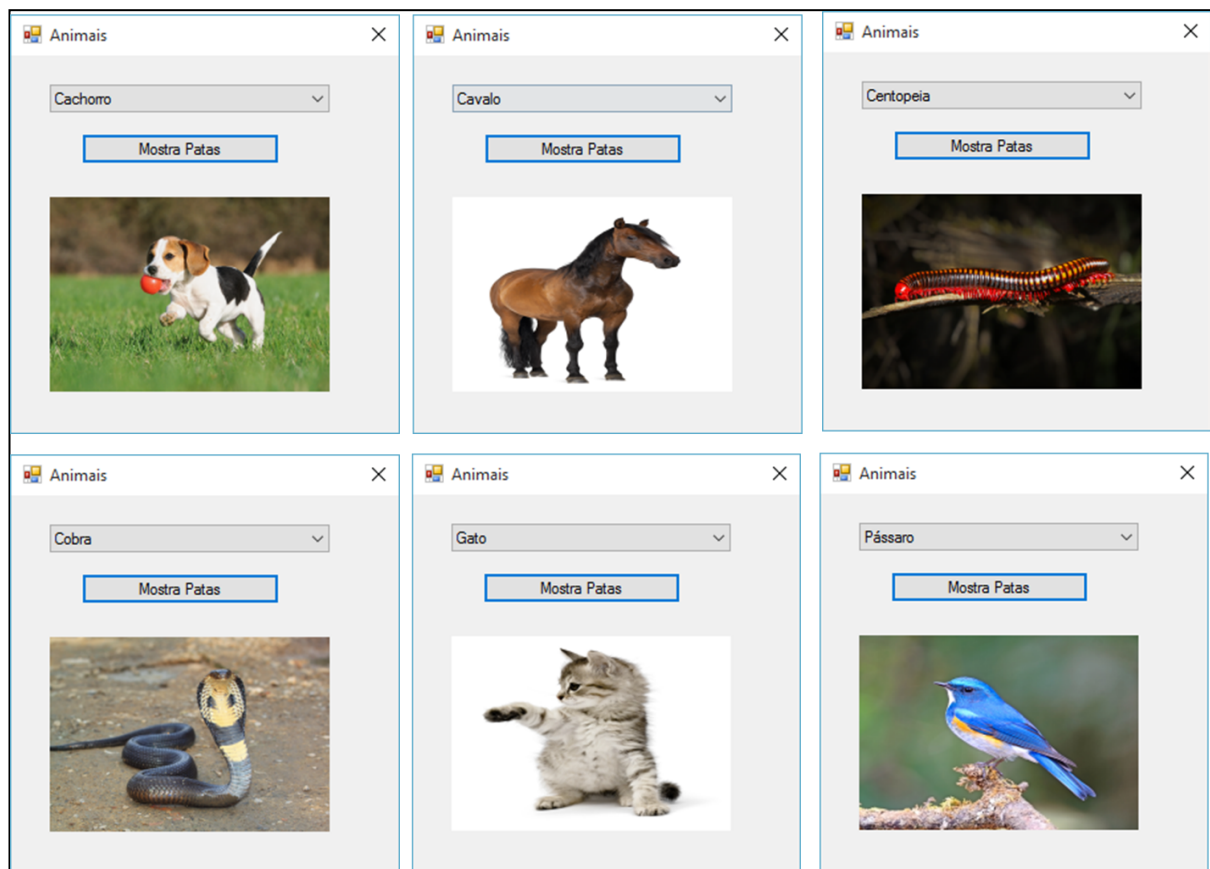 Animais
Cachorro
Mostra Patas
Animais
Cavalo
Mostra Patas
Animais
Centopeia
Mostra Patas
Animais
Cobra
Mostra Patas
Animais
Gato
Mostra Patas
Animais
Pássaro
Mostra Patas